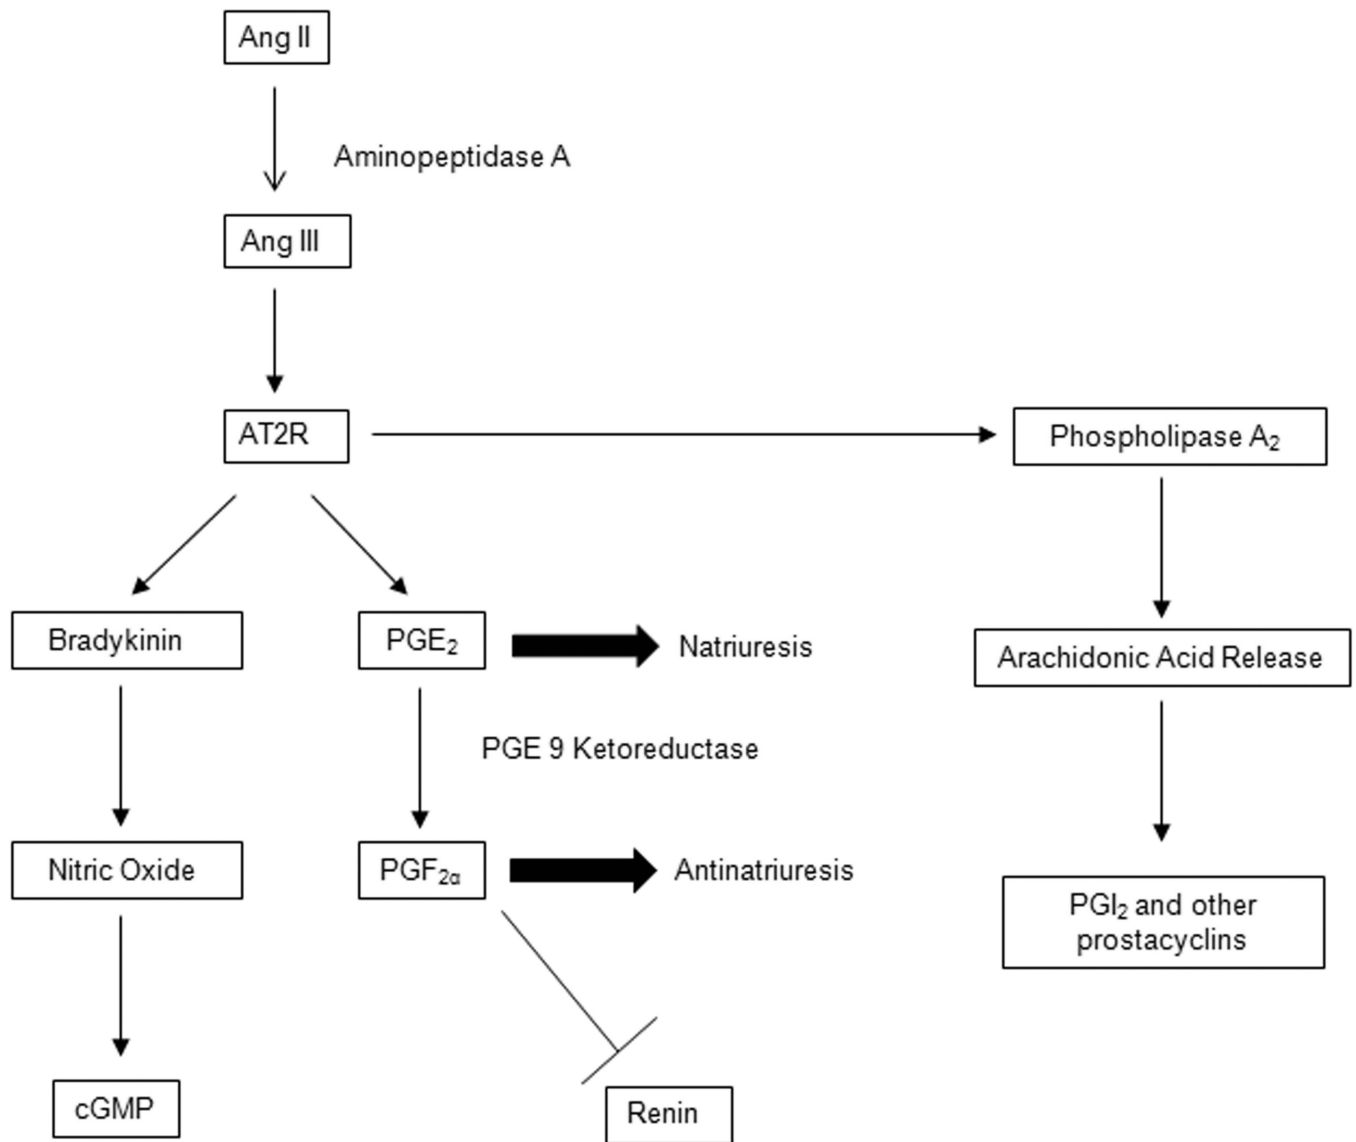 Ang II
Aminopeptidase A
Ang III
AT2R
Phospholipase A₂
Bradykinin
PGE₂
Natriuresis
Arachidonic Acid Release
PGE 9 Ketoreductase
Nitric Oxide
PGF₂α
Antinatriuresis
PGI₂ and other
prostacyclins
cGMP
Renin